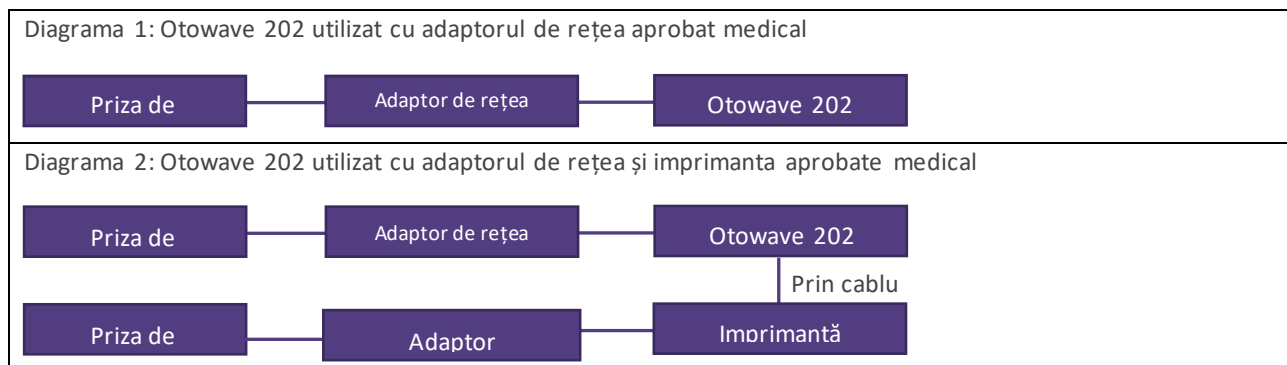 Diagrama 1: Otowave 202 utilizat cu adaptorul de rețea aprobat medical
Priza de
Adaptor de rețea
Otowave 202
Diagrama 2: Otowave 202 utilizat cu adaptorul de rețea și imprimanta aprobate medical
Priza de
Adaptor de rețea
Otowave 202
Prin cablu
Priza de
Adaptor
Imprimantă